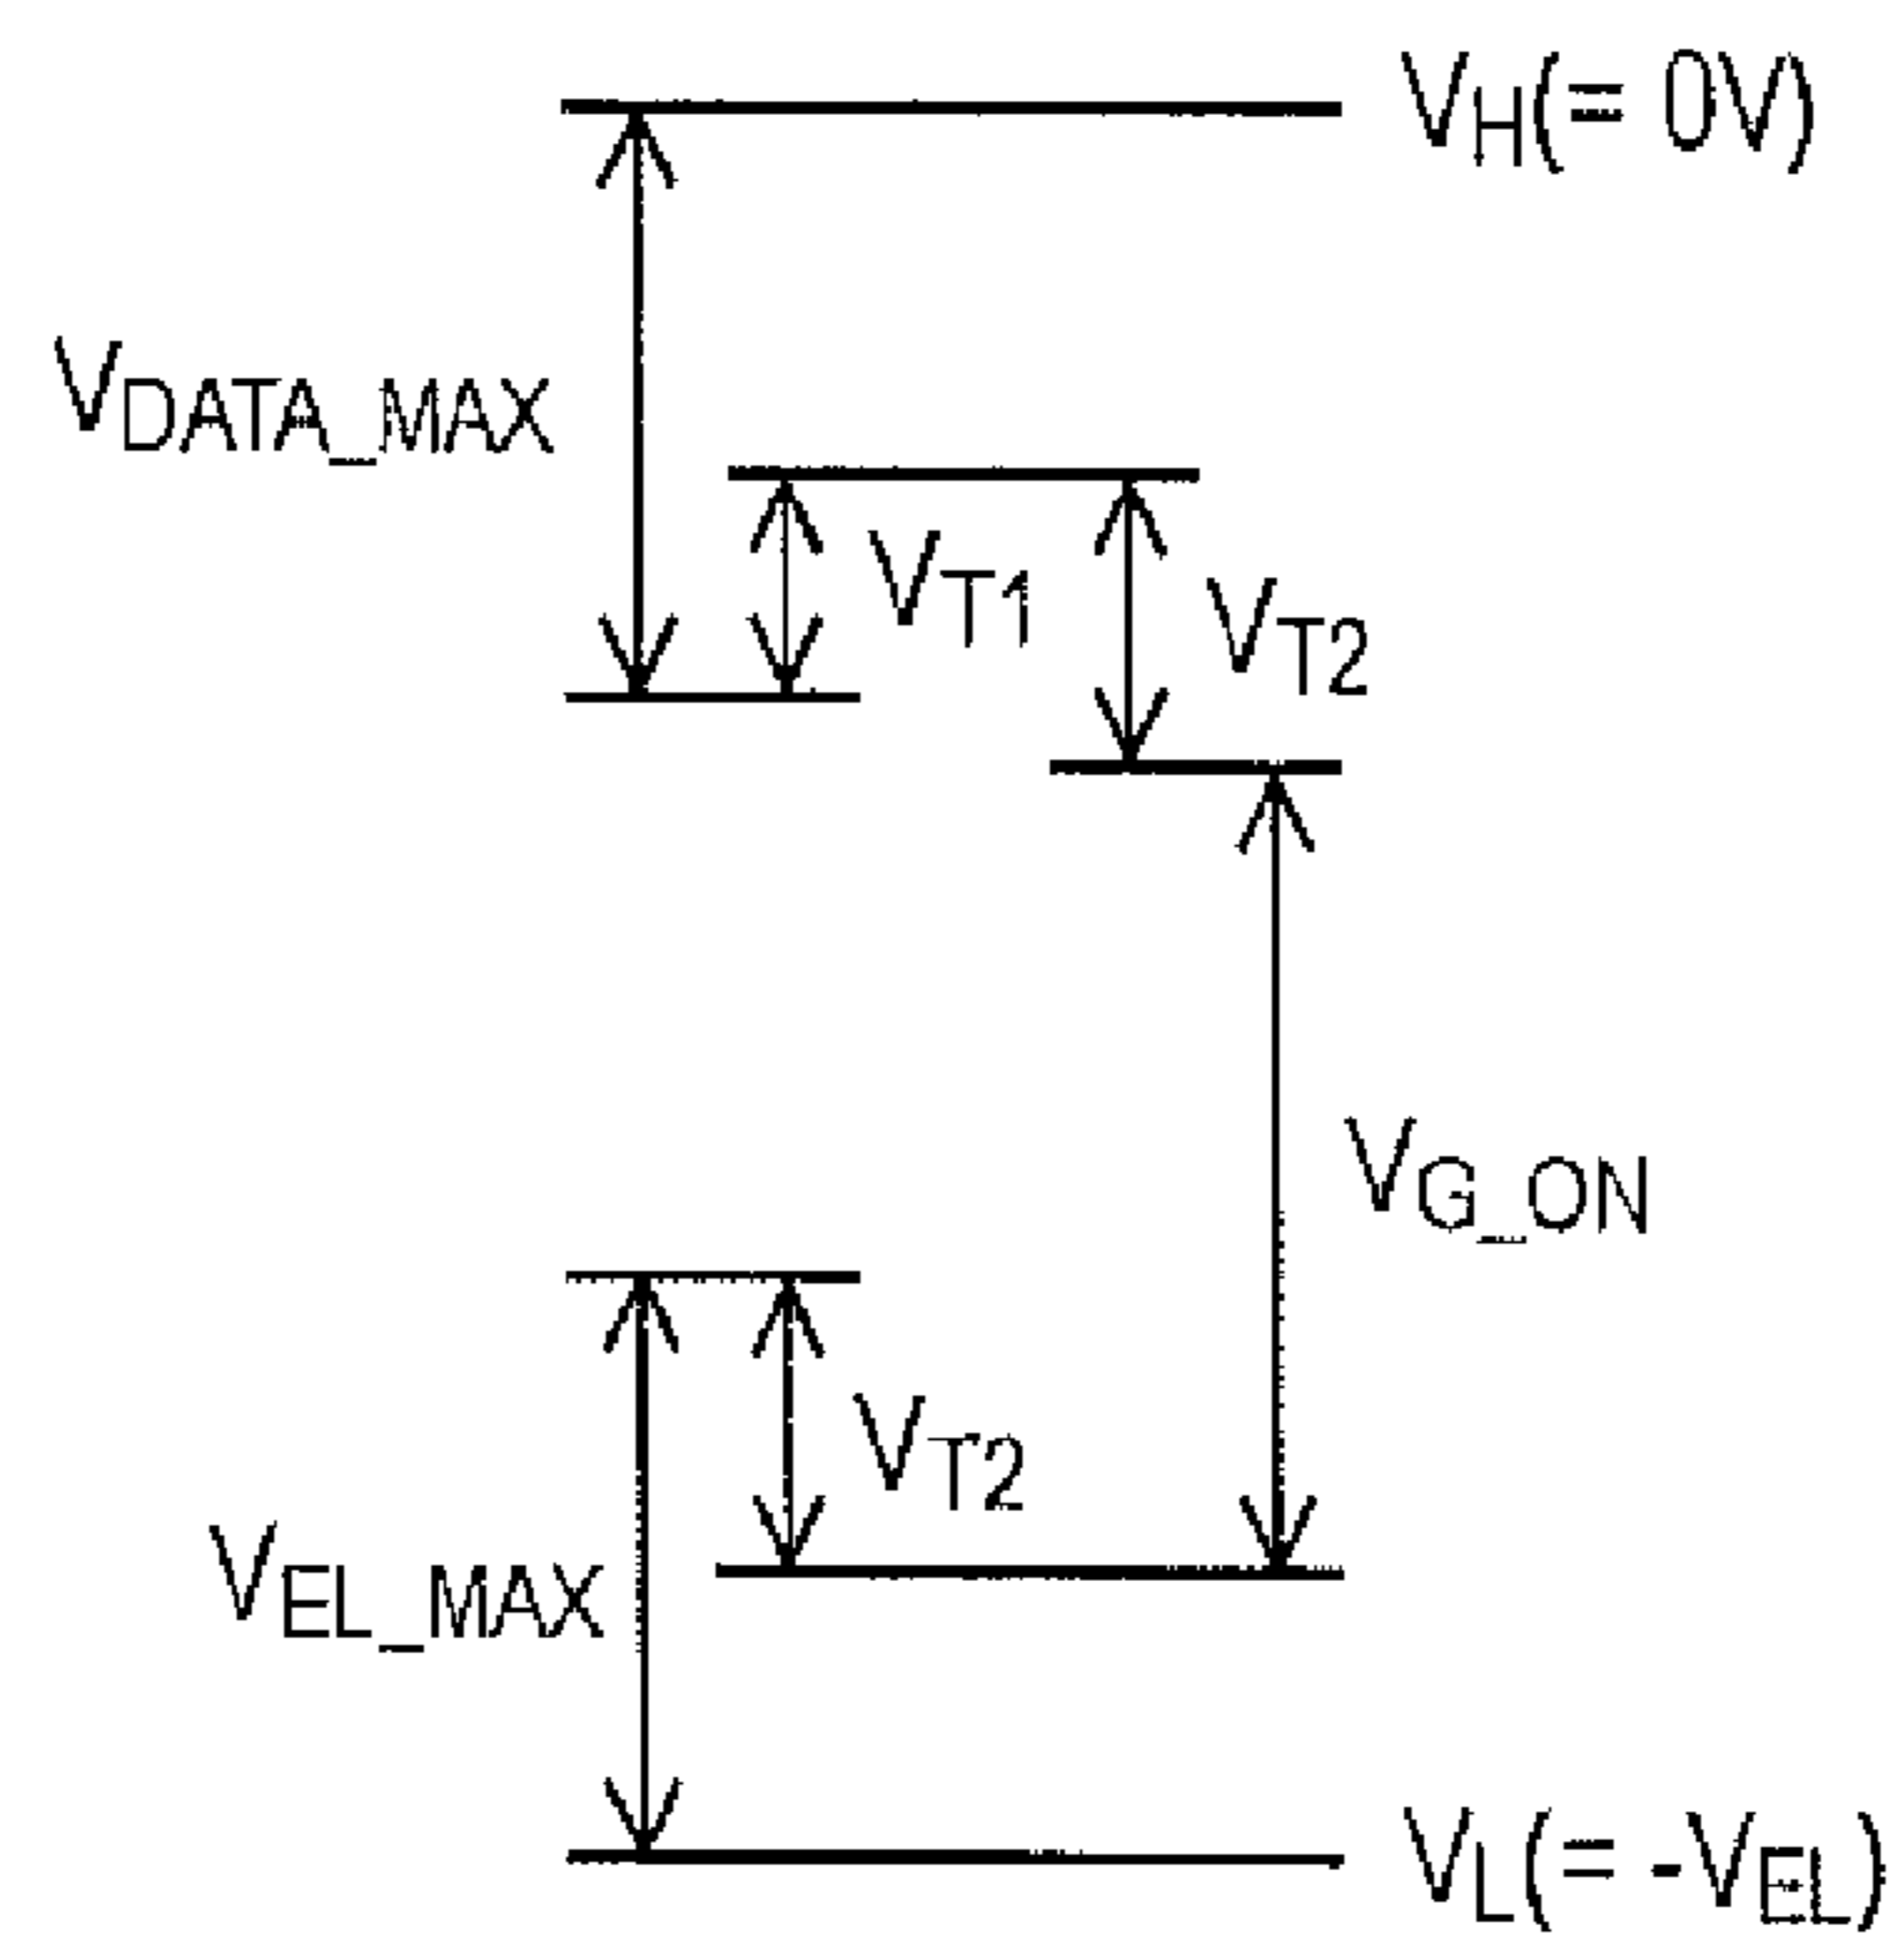 VH(= 0V)
VDATA_MAX
VT1
VT2
VG_ON
VT2
VEL_MAX
VL(= -VEL)